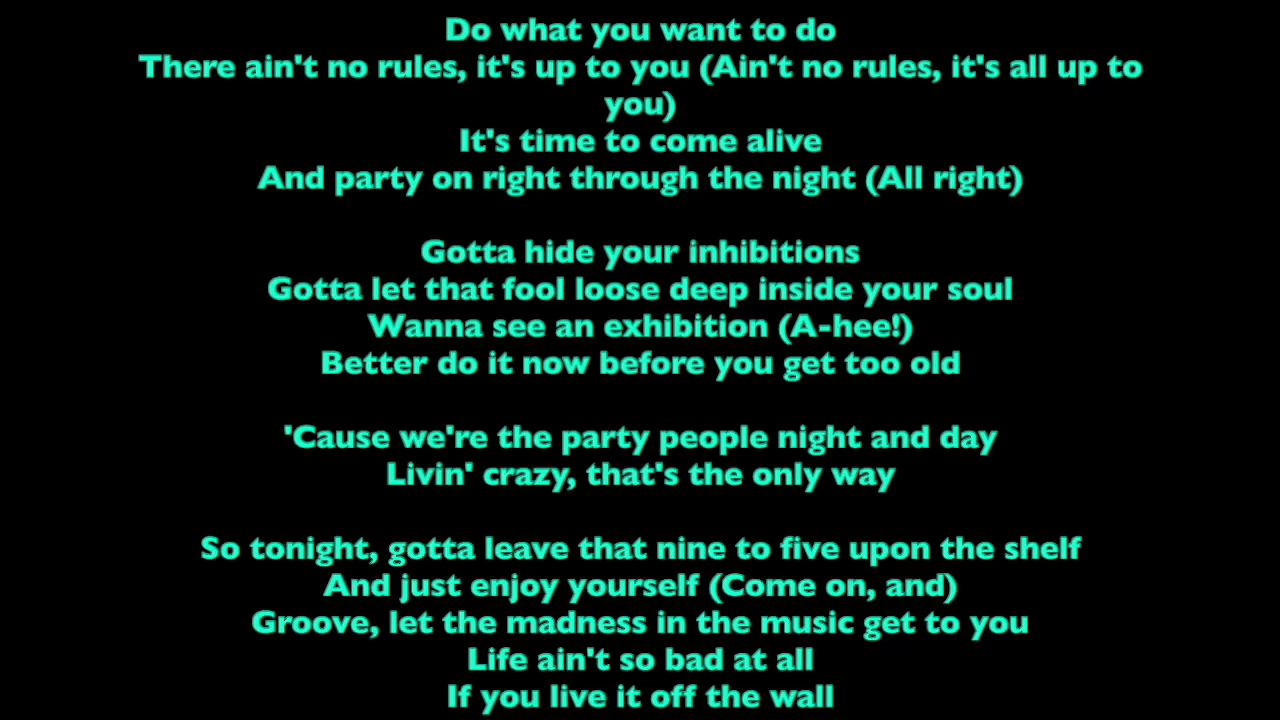 Do what you want to do
There ain't no rules, it's up to you (Ain't no rules, it's all up to
you)
It's time to come alive
And party on right through the night (All right)
Gotta hide your inhibitions
Gotta let that fool loose deep inside your soul
Wanna see an exhibition (A-hee!)
Better do it now before you get too old
'Cause we're the party people night and day
Livin' crazy, that's the only way
So tonight, gotta leave that nine to five upon the shelf
And just enjoy yourself (Come on, and)
Groove, let the madness in the music get to you
Life ain't so bad at all
If you live it off the wall